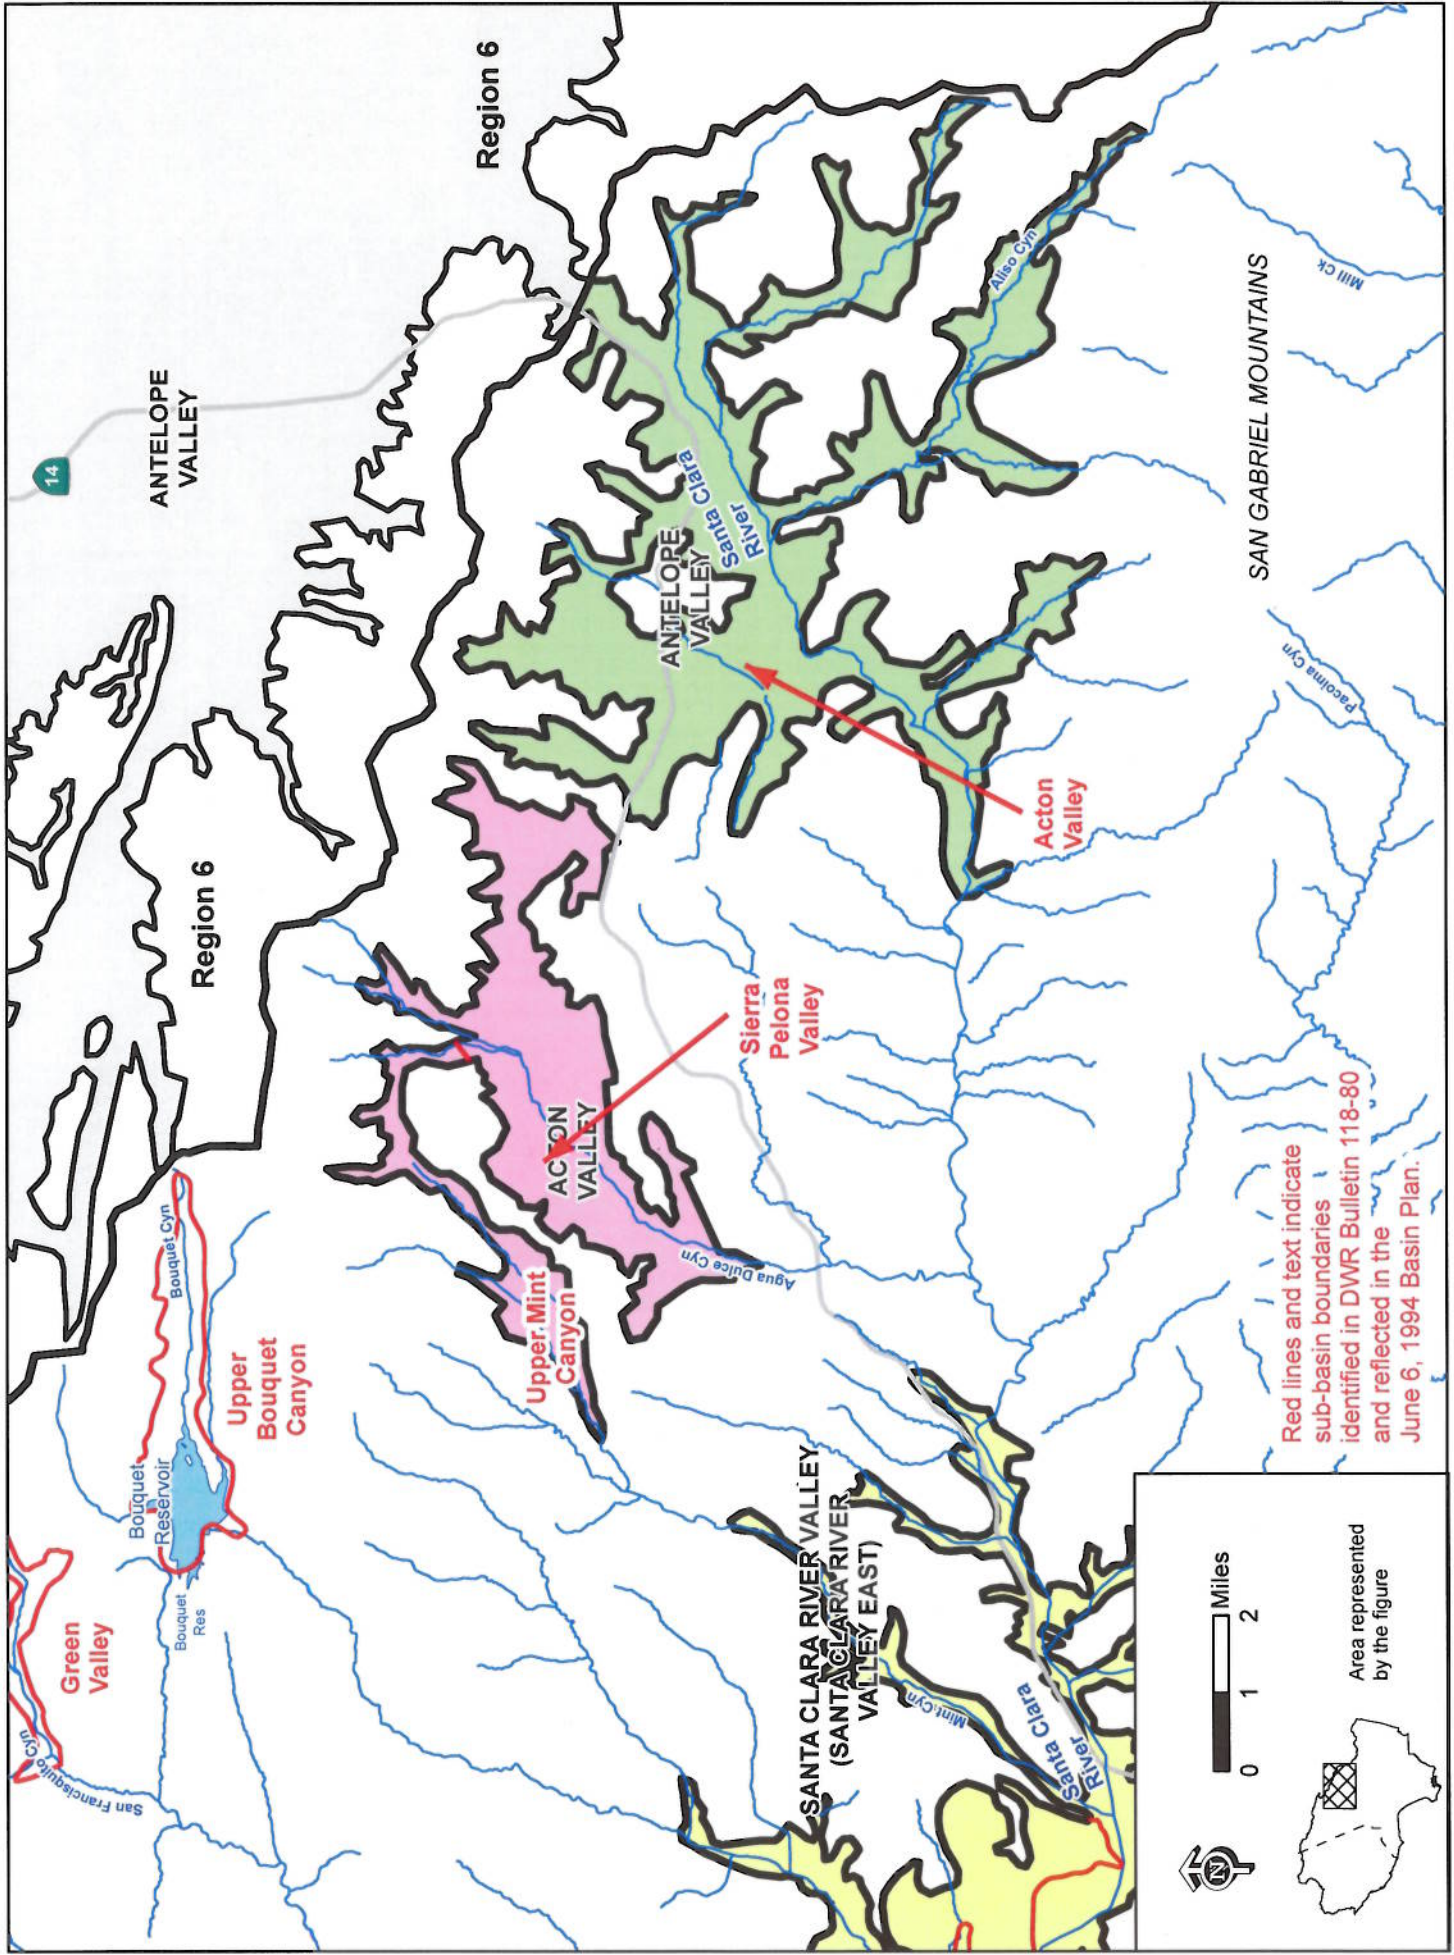 Green
Valley
San Francisquito Cyn
Bouquet
Reservoir
Bouquet
Res
Bouquet Cyn
Upper
Bouquet
Canyon
Region 6
14
ANTELOPE
VALLEY
Region 6
Upper Mint
Canyon
ACTON
VALLEY
Agua Dulce Cyn
Sierra
Pelona
Valley
ANTELOPE
VALLEY
Santa Clara
River
Acton
Valley
Aliso Cyn
SANTA CLARA RIVER VALLEY
(SANTA CLARA RIVER
VALLEY EAST)
Mint Cyn
Santa Clara
River
Pacoima Cyn
SAN GABRIEL MOUNTAINS
Mill Ck
N
0 1 2
Miles
Area represented
by the figure
Red lines and text indicate
sub-basin boundaries
identified in DWR Bulletin 118-80
and reflected in the
June 6, 1994 Basin Plan.